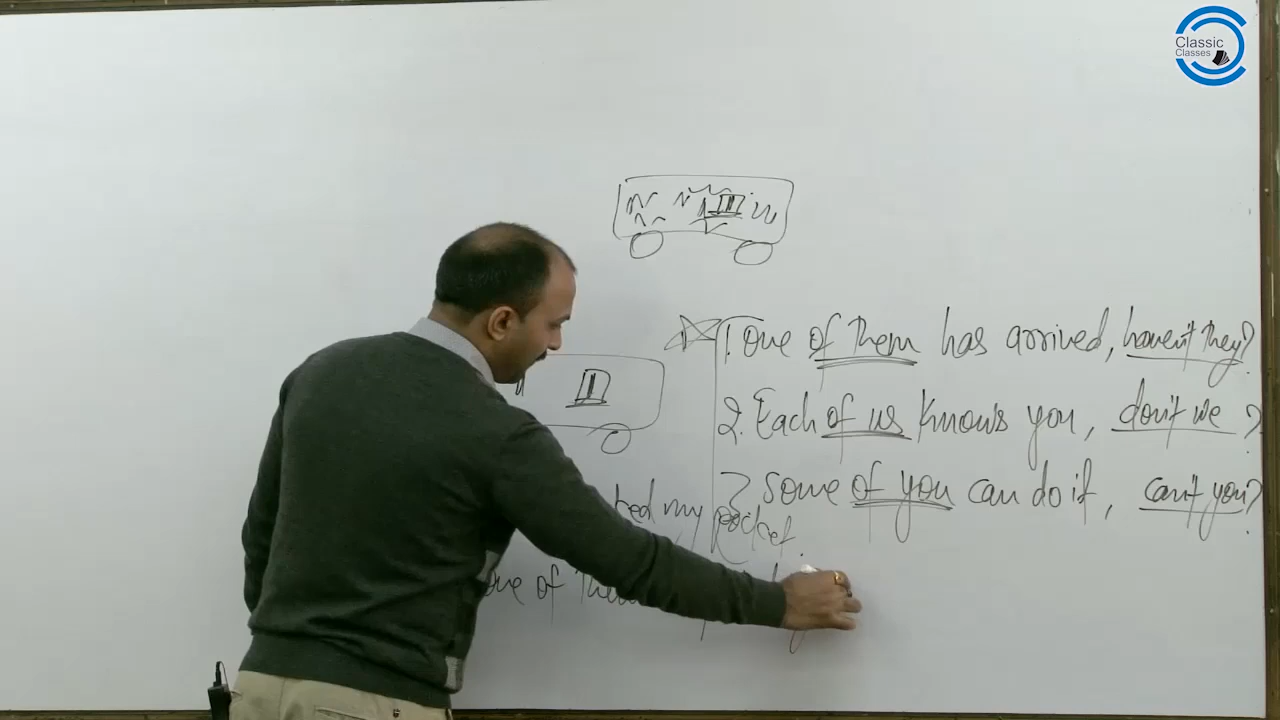 Classic
Classes
1. One of them has arrived, haven't they?
2. Each of us knows you, don't we?
3 Some of you can do it, can't you?
my pocket.
one of them